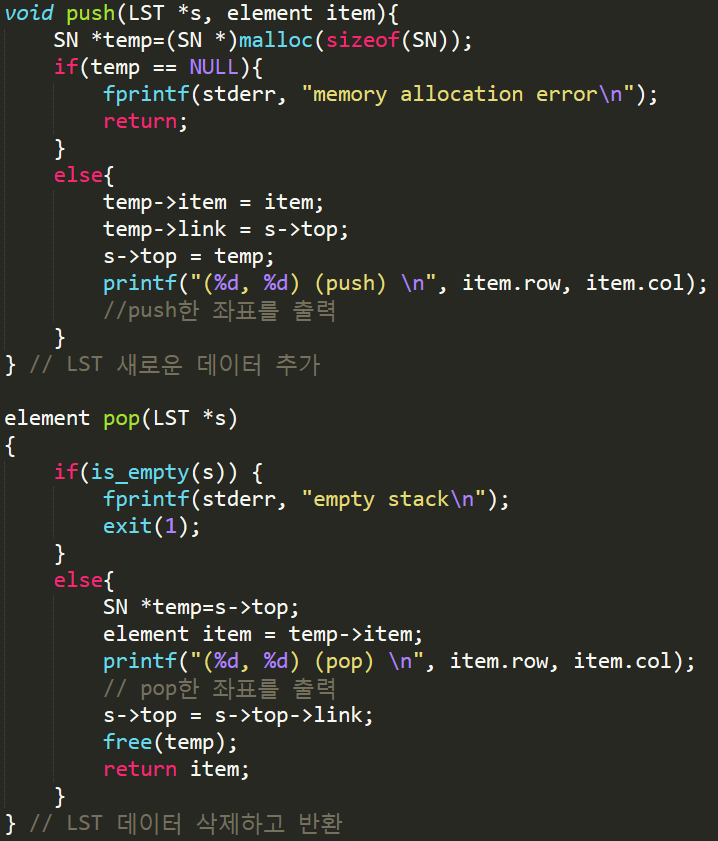 void push(LST *s, element item){
    SN *temp=(SN *)malloc(sizeof(SN));
    if(temp == NULL){
        fprintf(stderr, "memory allocation error\n");
        return;
    }
    else{
        temp->item = item;
        temp->link = s->top;
        s->top = temp;
        printf("(%d, %d) (push) \n", item.row, item.col);
        //push한 좌표를 출력
    }
} // LST 새로운 데이터 추가

element pop(LST *s)
{
    if(is_empty(s)) {
        fprintf(stderr, "empty stack\n");
        exit(1);
    }
    else{
        SN *temp=s->top;
        element item = temp->item;
        printf("(%d, %d) (pop) \n", item.row, item.col);
        // pop한 좌표를 출력
        s->top = s->top->link;
        free(temp);
        return item;
    }
} // LST 데이터 삭제하고 반환